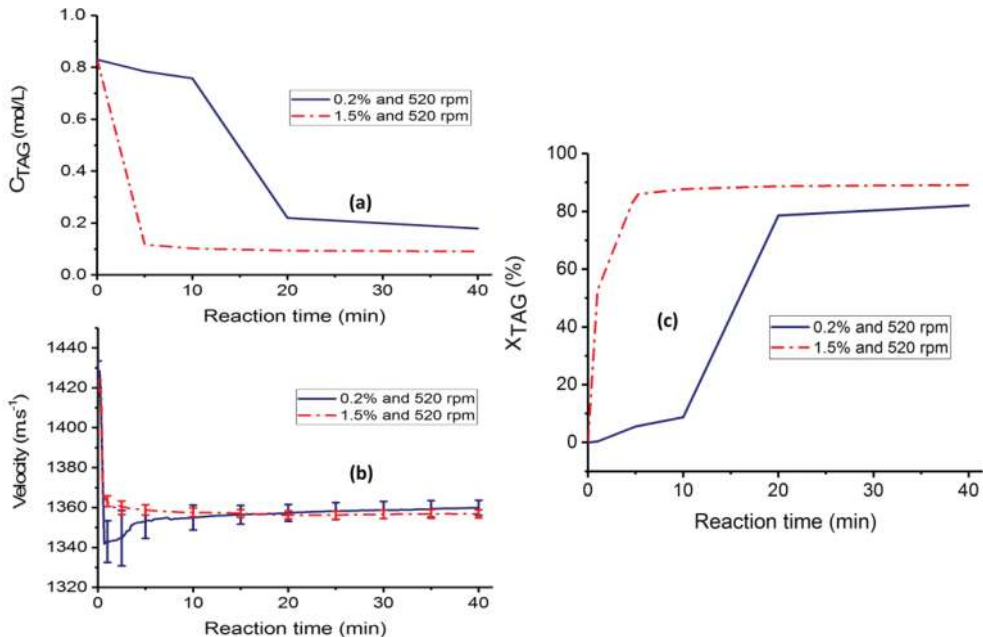 1.0
0.8
0.6
0.4
0.2
0.0
C_TAG (mol/L)
0.2% and 520 rpm
1.5% and 520 rpm
(a)
0 10 20 30 40
Reaction time (min)
1440
1420
1400
1380
1360
1340
1320
Velocity (m.s⁻¹)
0.2% and 520 rpm
1.5% and 520 rpm
(b)
0 10 20 30 40
Reaction time (min)
100
80
60
40
20
0
X_TAG (%)
(c)
0.2% and 520 rpm
1.5% and 520 rpm
0 10 20 30 40
Reaction time (min)